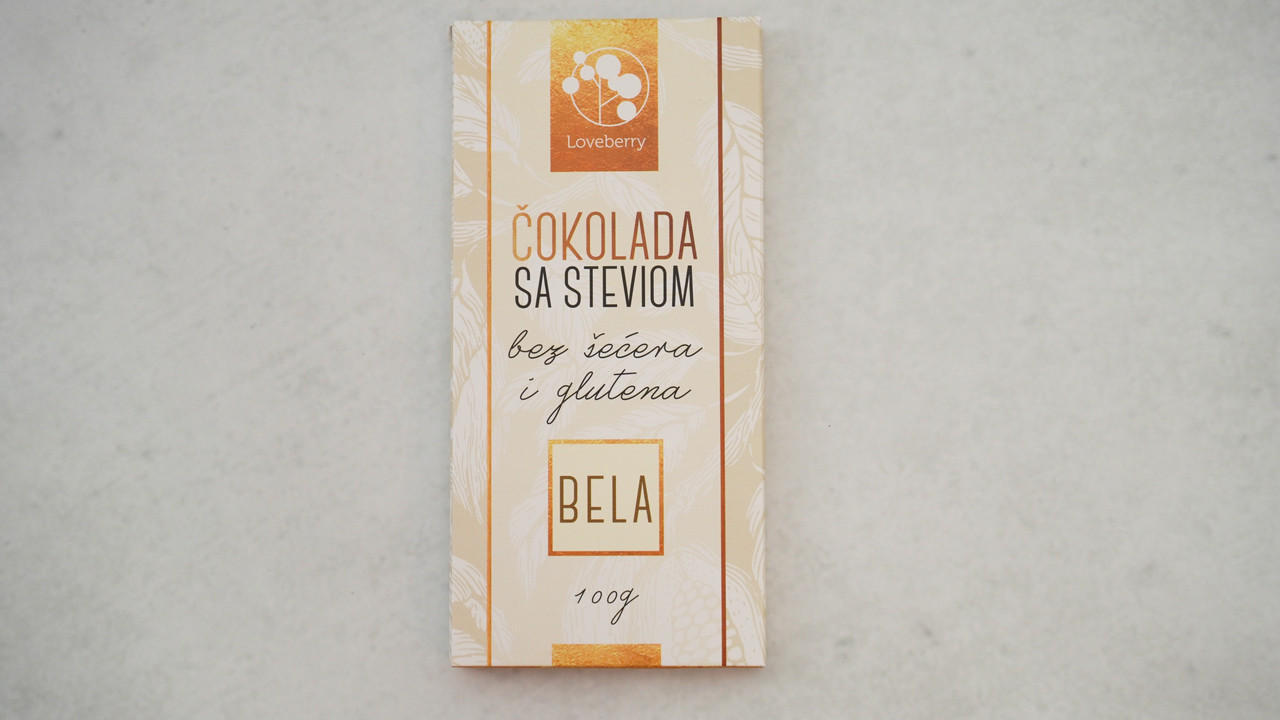 Loveberry
ČOKOLADA
SA STEVIOM
bez šećera
i glutena
BELA
100g